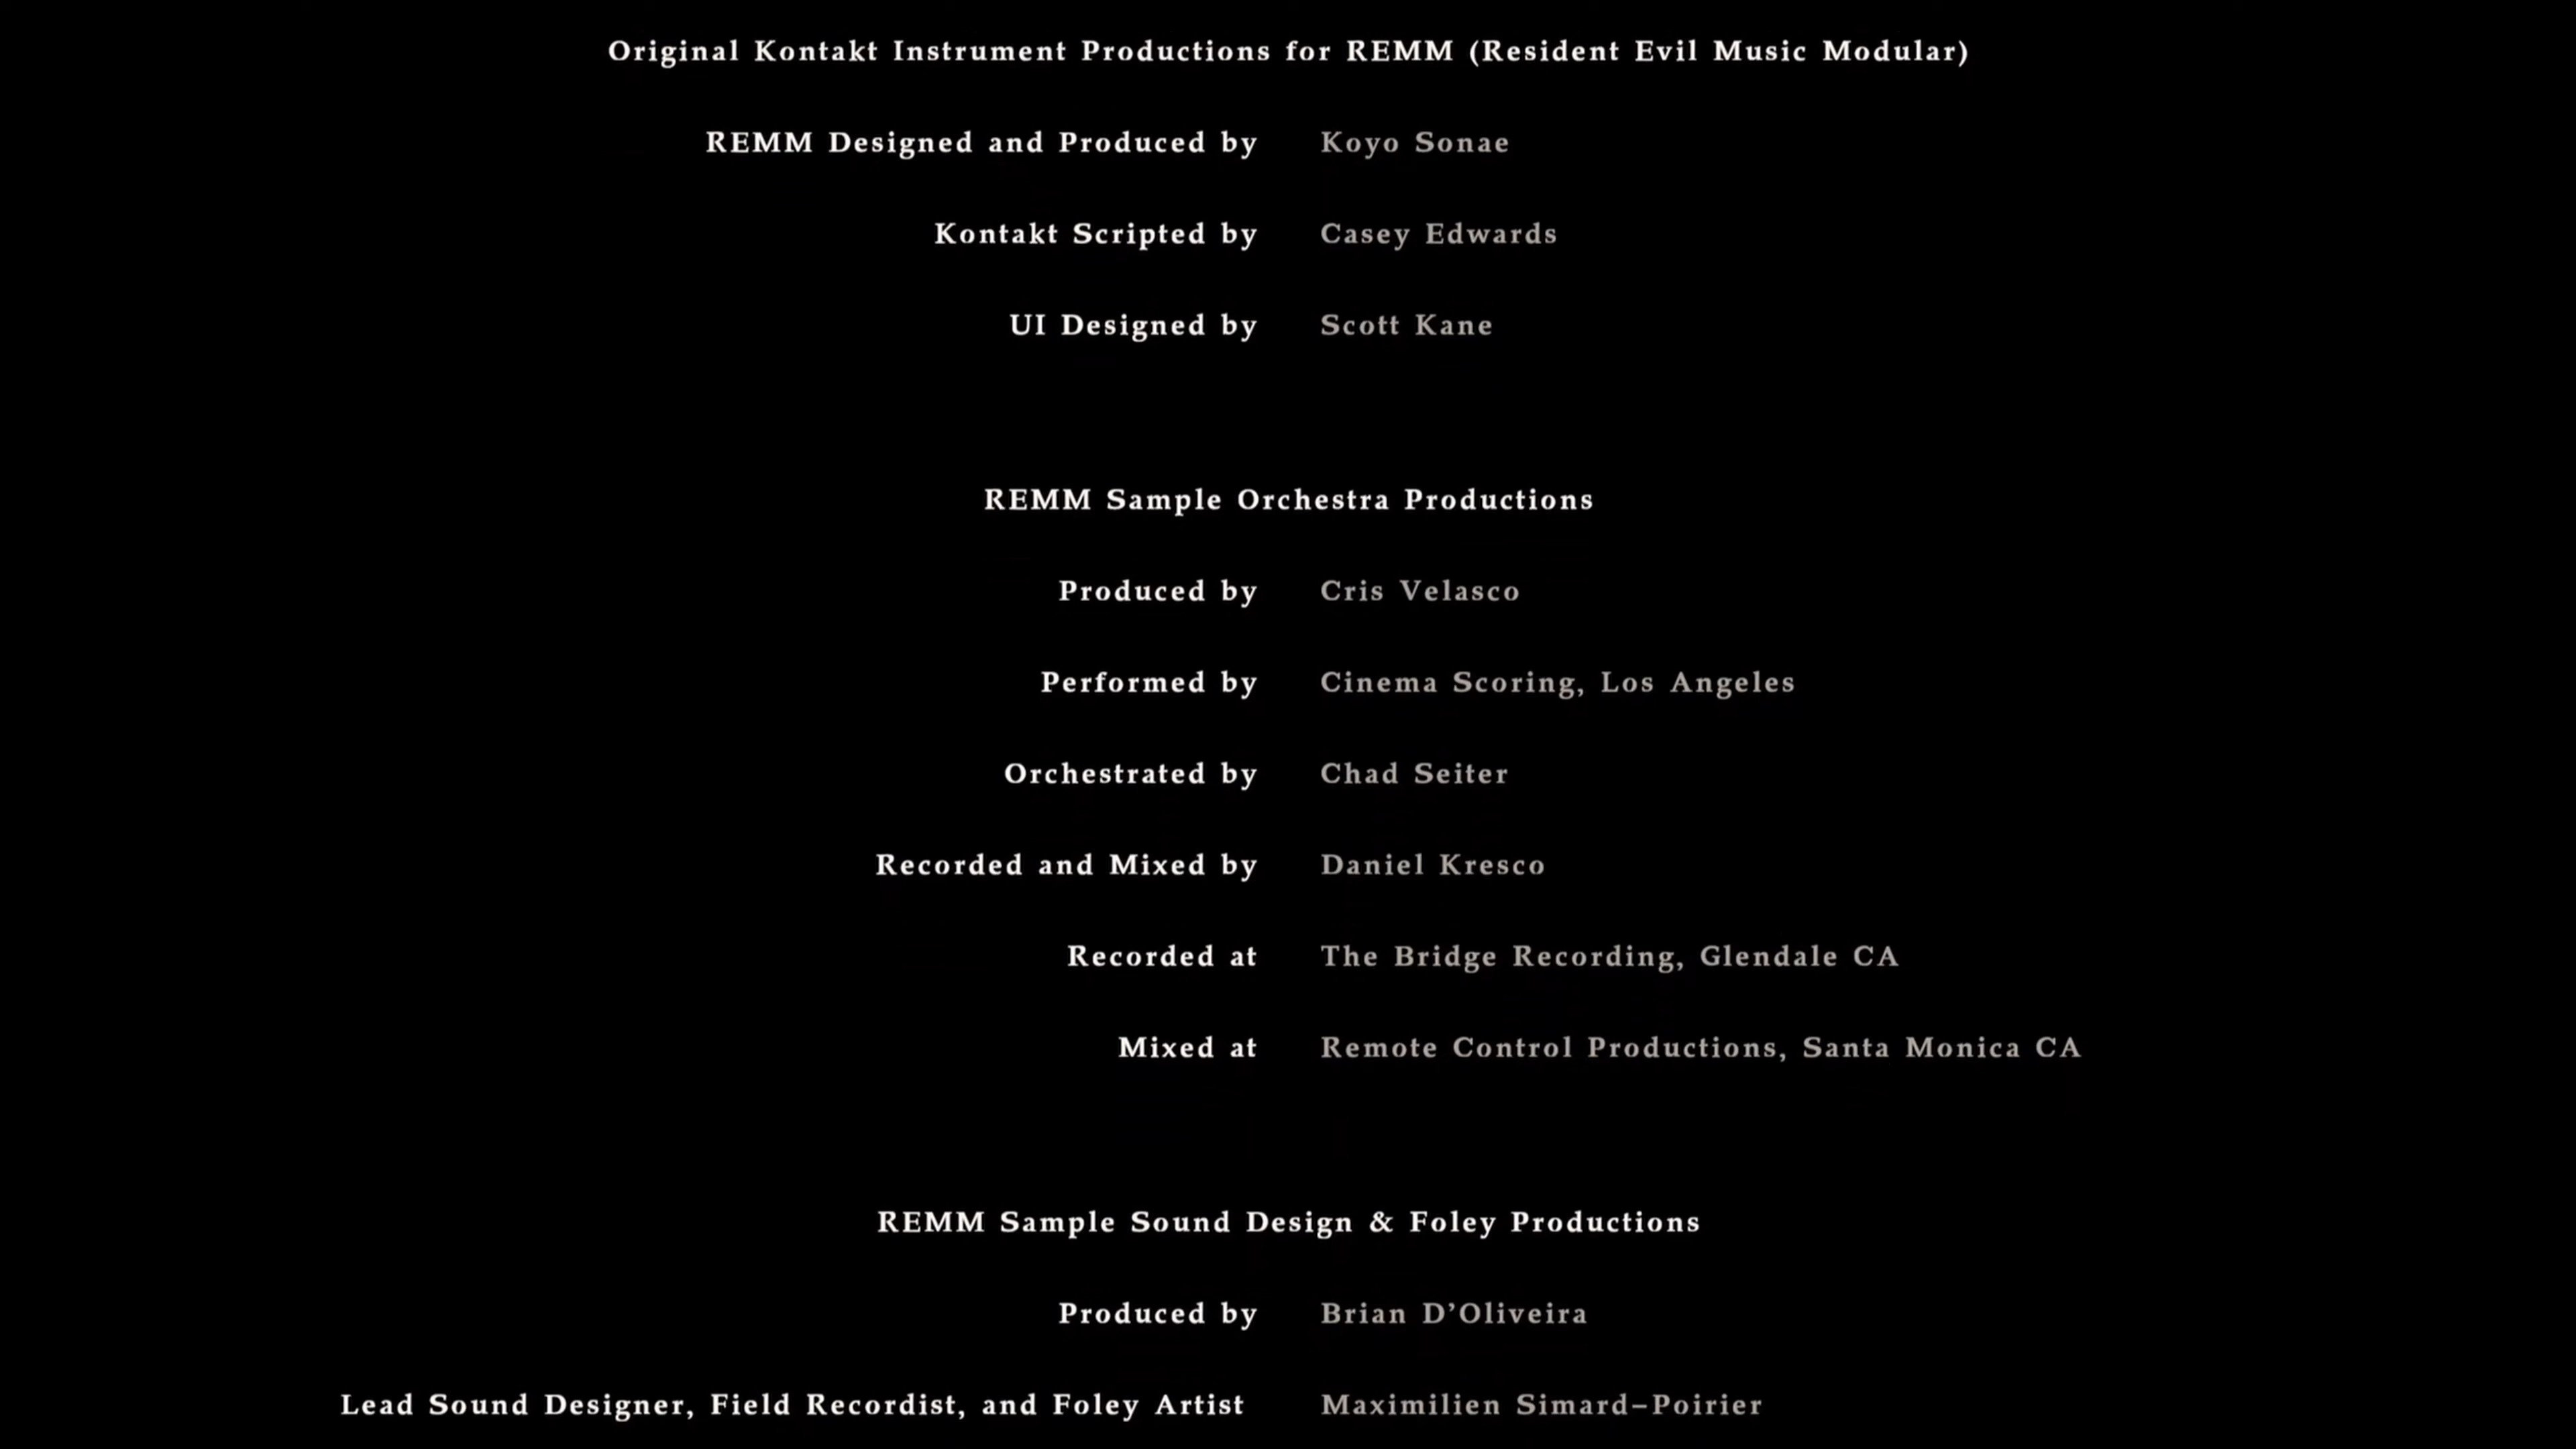 Original Kontakt Instrument Productions for REMM (Resident Evil Music Modular)
REMM Designed and Produced by Koyo Sonae
Kontakt Scripted by Casey Edwards
UI Designed by Scott Kane
REMM Sample Orchestra Productions
Produced by Cris Velasco
Performed by Cinema Scoring, Los Angeles
Orchestrated by Chad Seiter
Recorded and Mixed by Daniel Kresco
Recorded at The Bridge Recording, Glendale CA
Mixed at Remote Control Productions, Santa Monica CA
REMM Sample Sound Design & Foley Productions
Produced by Brian D’Oliveira
Lead Sound Designer, Field Recordist, and Foley Artist Maximilien Simard–Poirier